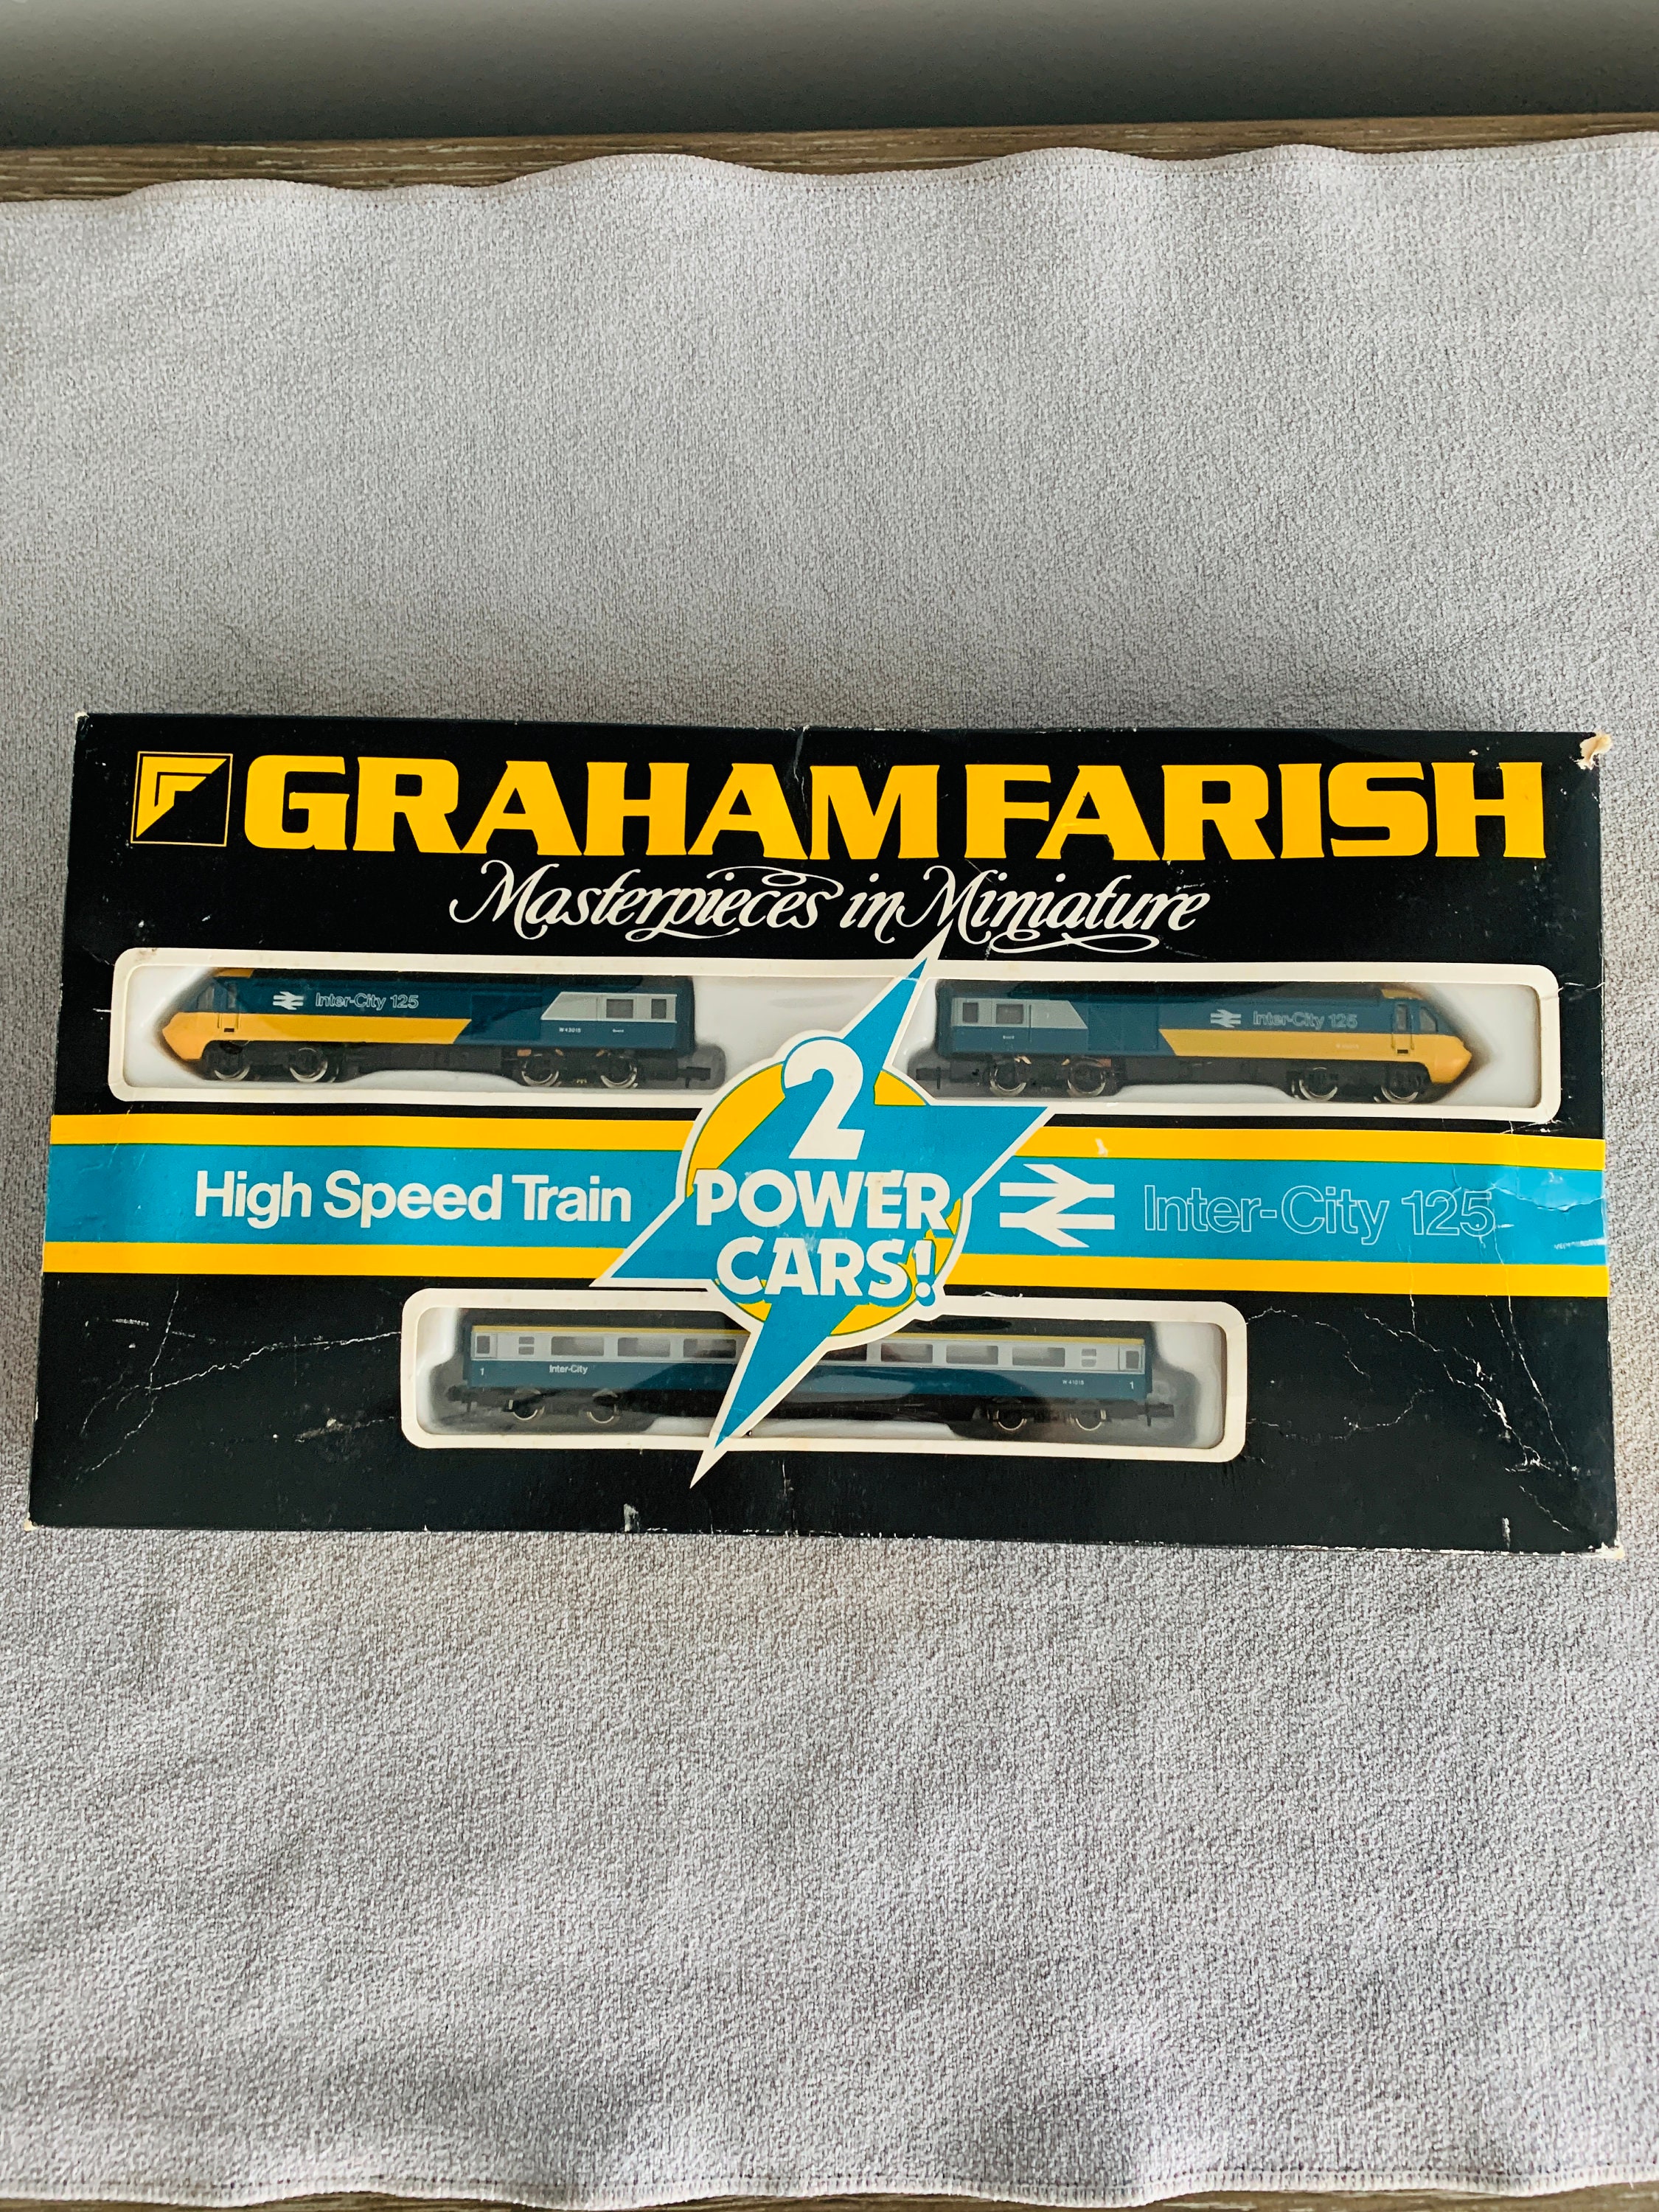 GRAHAM FARISH
Masterpieces in Miniature
Inter-City 125
Inter-City 125
2
POWER
CARS!
High Speed Train
Inter-City 125
1
Inter-City
1